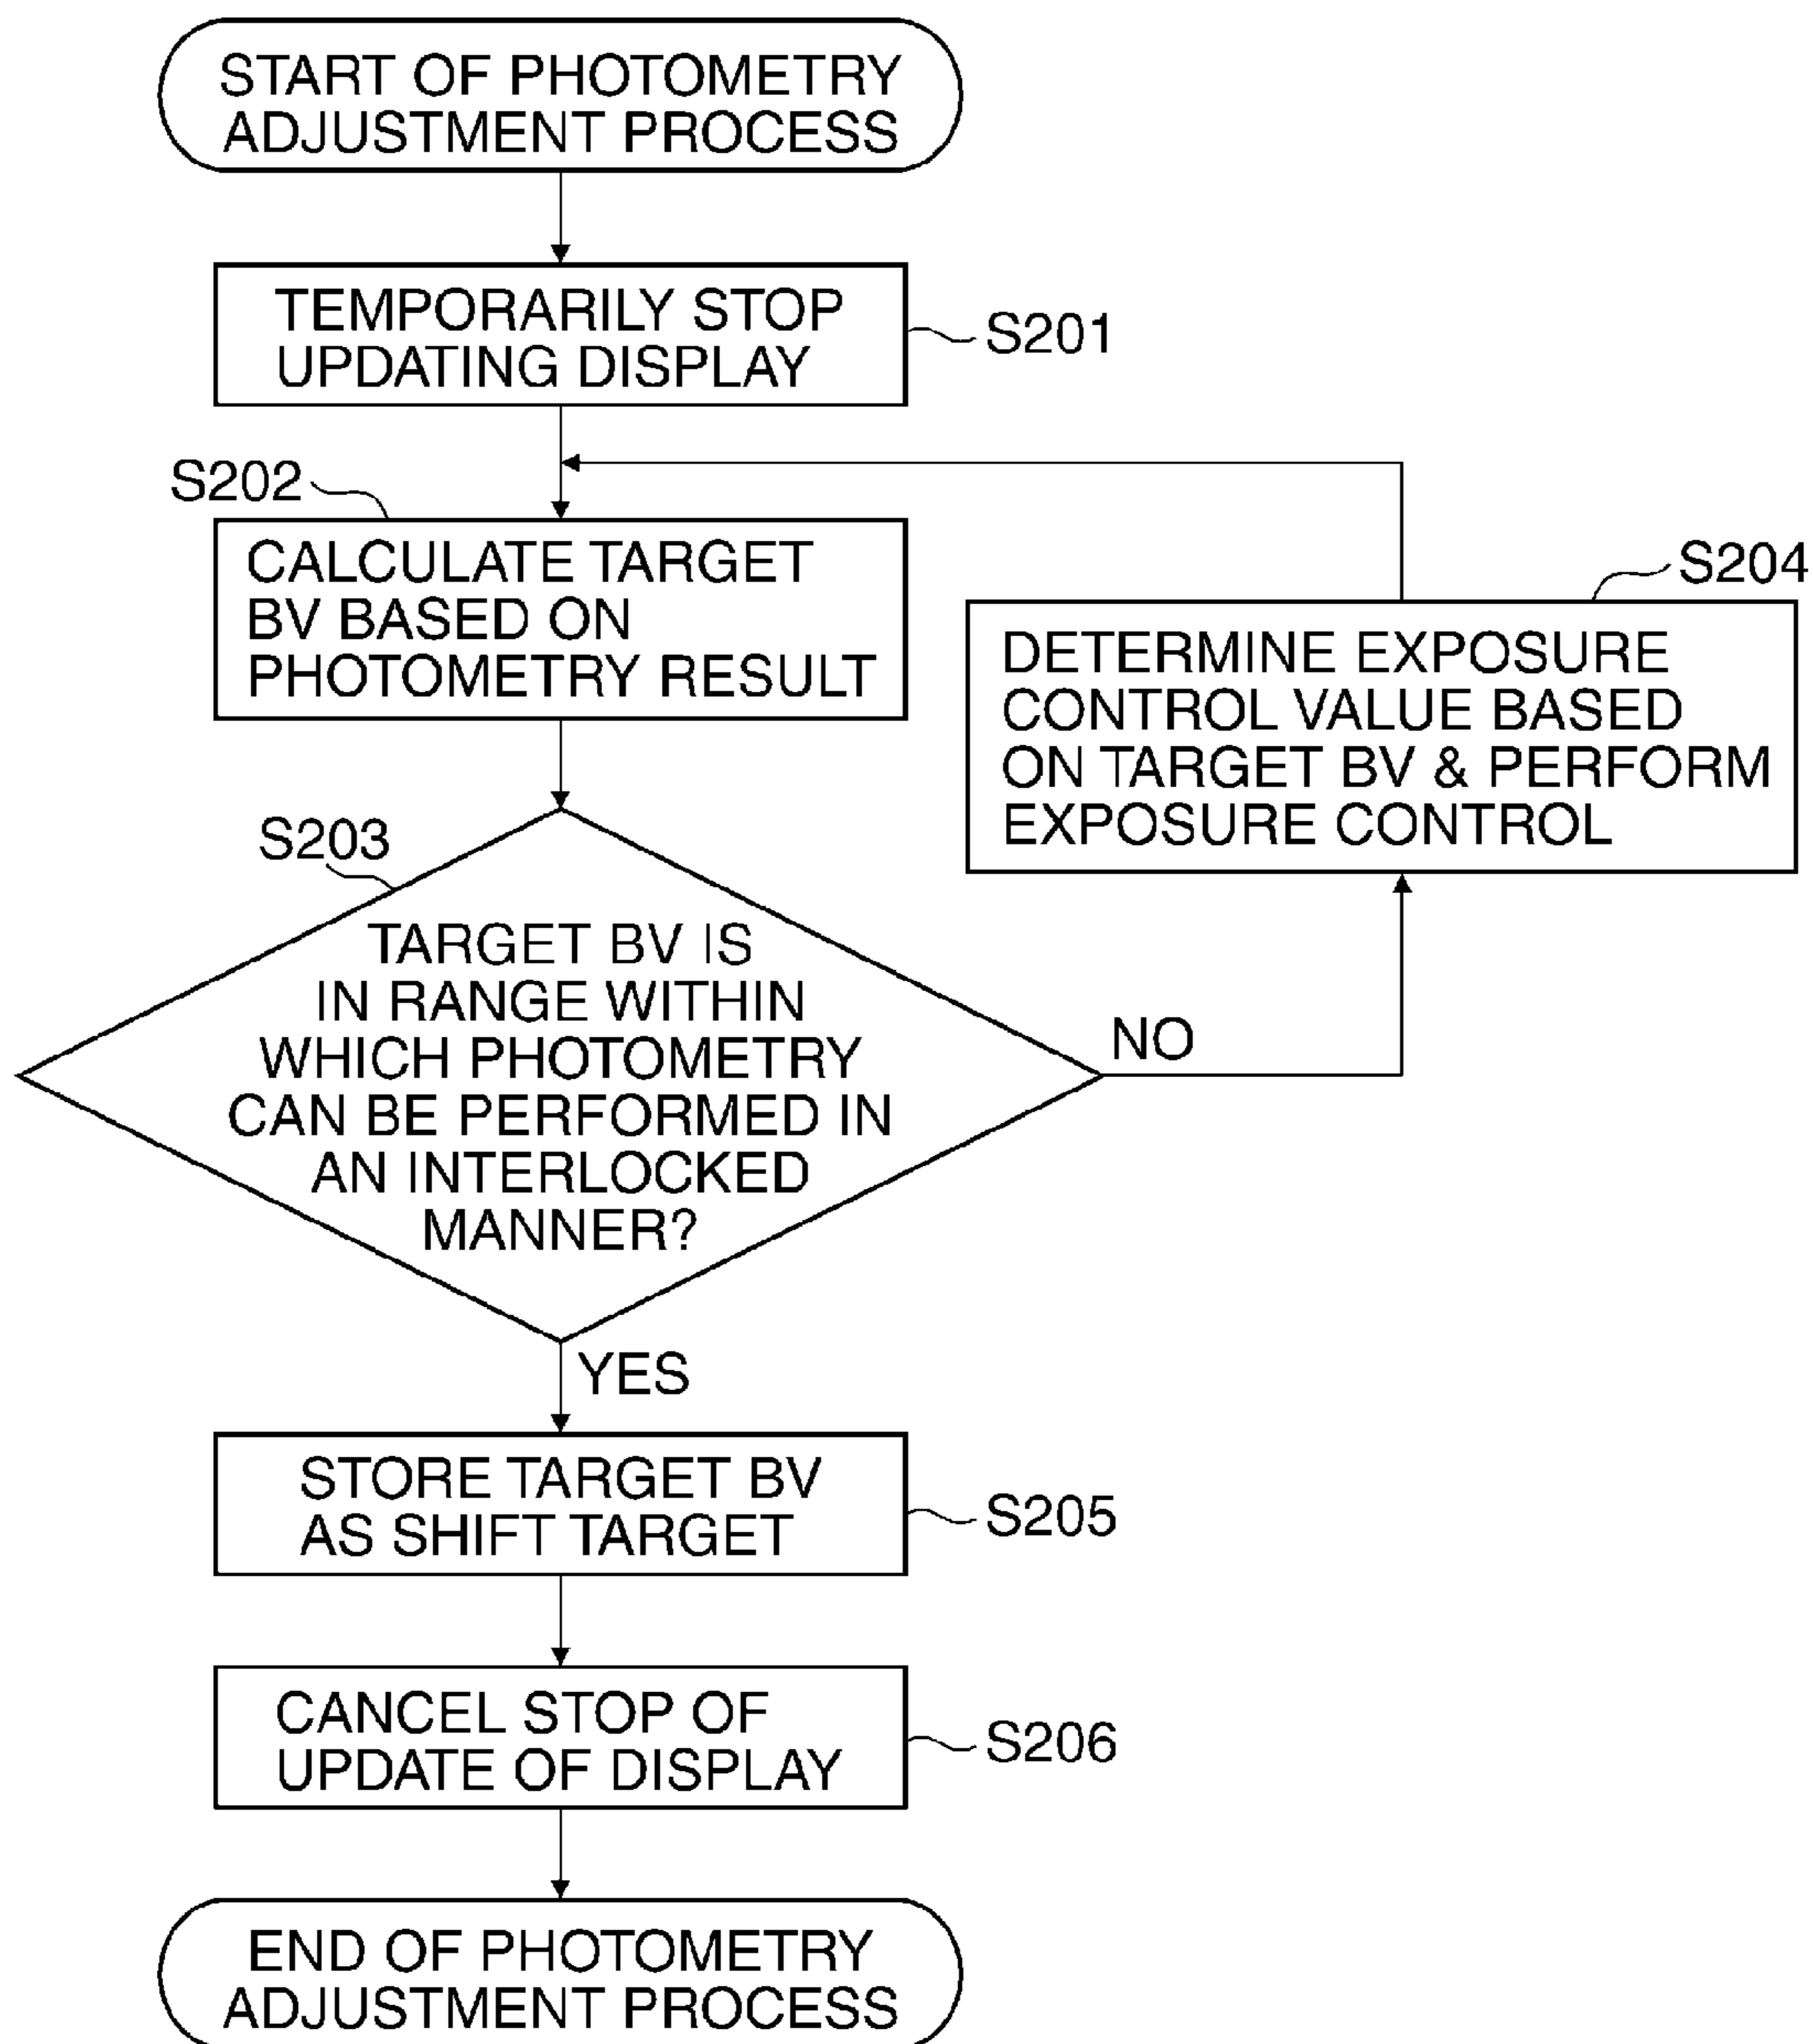 START OF PHOTOMETRY
ADJUSTMENT PROCESS
TEMPORARILY STOP
UPDATING DISPLAY
S201
S202
CALCULATE TARGET
BV BASED ON
PHOTOMETRY RESULT
S204
DETERMINE EXPOSURE
CONTROL VALUE BASED
ON TARGET BV & PERFORM
EXPOSURE CONTROL
S203
TARGET BV IS
IN RANGE WITHIN
WHICH PHOTOMETRY
CAN BE PERFORMED IN
AN INTERLOCKED
MANNER?
NO
YES
STORE TARGET BV
AS SHIFT TARGET
S205
CANCEL STOP OF
UPDATE OF DISPLAY
S206
END OF PHOTOMETRY
ADJUSTMENT PROCESS